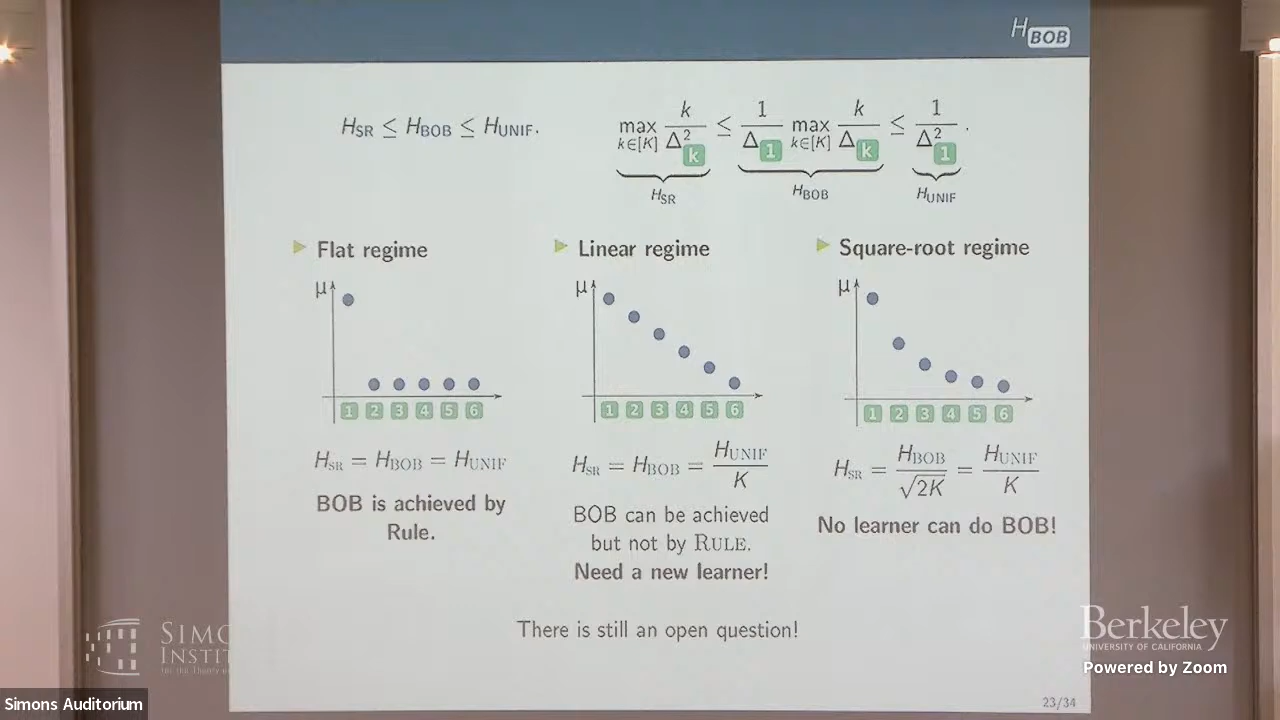 H_BOB
H_SR ≤ H_BOB ≤ H_UNIF.
max_{k∈[K]} k/Δ²_k ≤ 1/Δ_1 max_{k∈[K]} k/Δ_k ≤ 1/Δ²_1 .
H_SR H_BOB H_UNIF
Flat regime
μ
1 2 3 4 5 6
H_SR = H_BOB = H_UNIF
BOB is achieved by
Rule.
Linear regime
μ
1 2 3 4 5 6
H_SR = H_BOB = H_UNIF/K
BOB can be achieved
but not by RULE.
Need a new learner!
Square-root regime
μ
1 2 3 4 5 6
H_SR = H_BOB/√2K = H_UNIF/K
No learner can do BOB!
There is still an open question!
23/34
Berkeley
UNIVERSITY OF CALIFORNIA
Powered by Zoom
Simons Auditorium